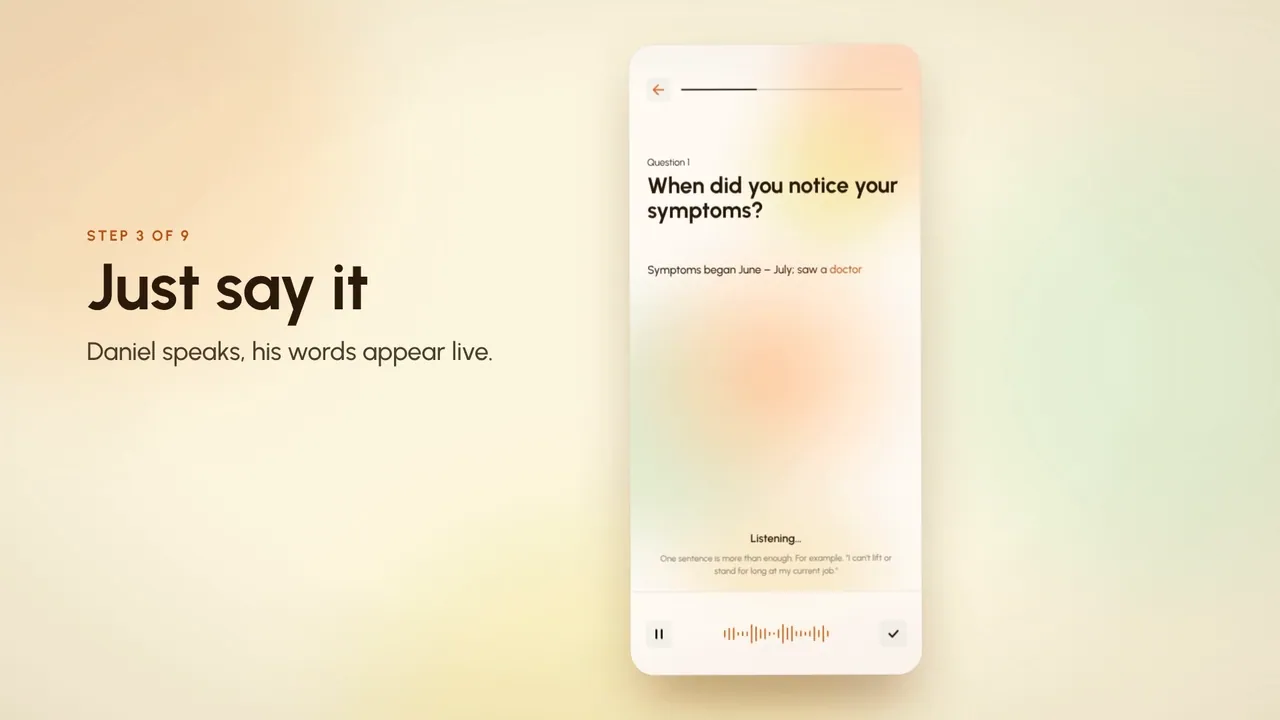 STEP 3 OF 9
Just say it
Daniel speaks, his words appear live.
Question 1
When did you notice your
symptoms?
Symptoms began June – July; saw a doctor
Listening...
One sentence is more than enough. For example, "I can't lift or
stand for long at my current job."